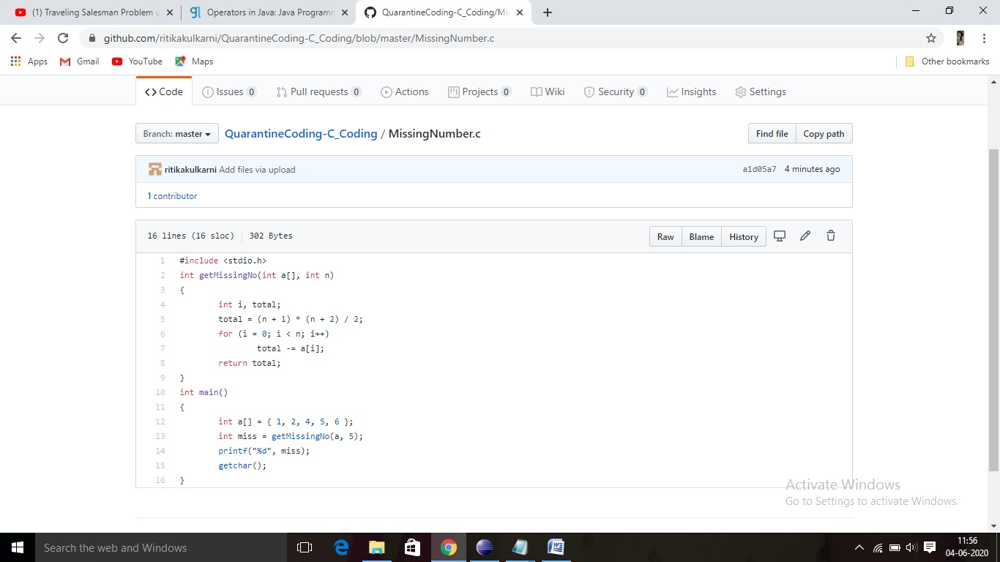 (1) Traveling Salesman Problem u
Operators in Java: Java Programm
QuarantineCoding-C_Coding/Mis
github.com/ritikakulkarni/QuarantineCoding-C_Coding/blob/master/MissingNumber.c
Apps Gmail YouTube Maps Other bookmarks
<> Code Issues 0 Pull requests 0 Actions Projects 0 Wiki Security 0 Insights Settings
Branch: master QuarantineCoding-C_Coding / MissingNumber.c Find file Copy path
ritikakulkarni Add files via upload a1d05a7 4 minutes ago
1 contributor
16 lines (16 sloc) 302 Bytes Raw Blame History
1 #include <stdio.h>
2 int getMissingNo(int a[], int n)
3 {
4 int i, total;
5 total = (n + 1) * (n + 2) / 2;
6 for (i = 0; i < n; i++)
7 total -= a[i];
8 return total;
9 }
10 int main()
11 {
12 int a[] = { 1, 2, 4, 5, 6 };
13 int miss = getMissingNo(a, 5);
14 printf("%d", miss);
15 getchar();
16 }
Activate Windows
Go to Settings to activate Windows.
Search the web and Windows
11:56
04-06-2020